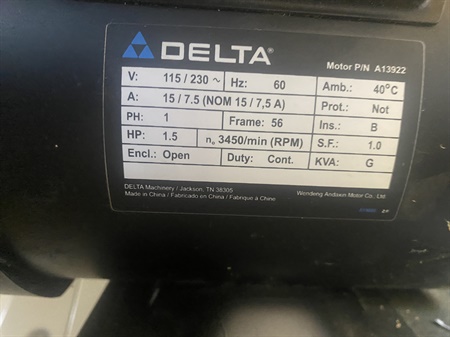 DELTA®
Motor P/N A13922
V: 115 / 230 ~ Hz: 60 Amb.: 40°C
A: 15 / 7.5 (NOM 15 / 7,5 A) Prot.: Not
PH: 1 Frame: 56 Ins.: B
HP: 1.5 n₀ 3450/min (RPM) S.F.: 1.0
Encl.: Open Duty: Cont. KVA: G
DELTA Machinery / Jackson, TN 38305
Made in China / Fabricado en China / Fabriqué à Chine Wendeng Andaxin Motor Co., Ltd.